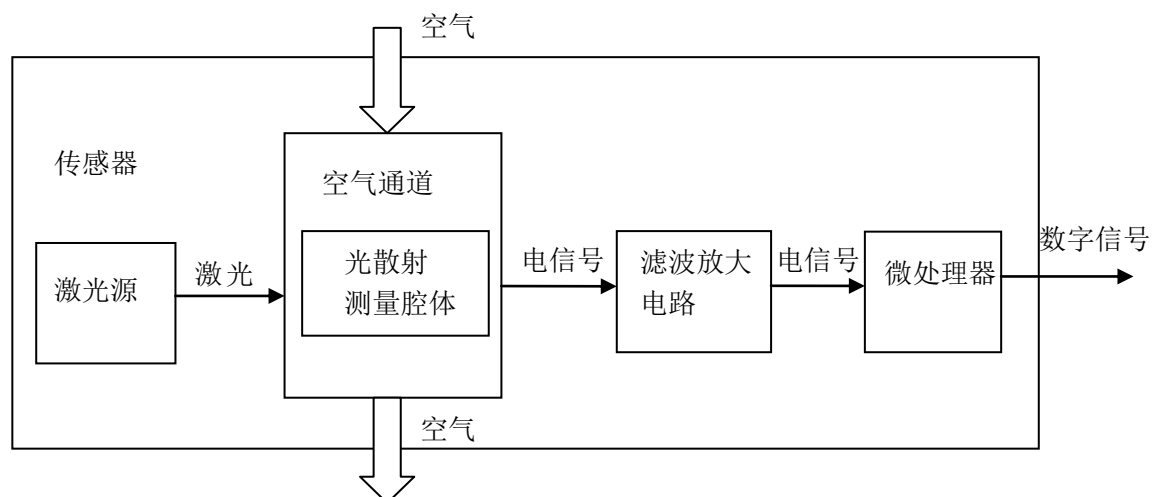 空气
传感器
空气通道
激光源
激光
光散射
测量腔体
电信号
滤波放大
电路
电信号
微处理器
数字信号
空气